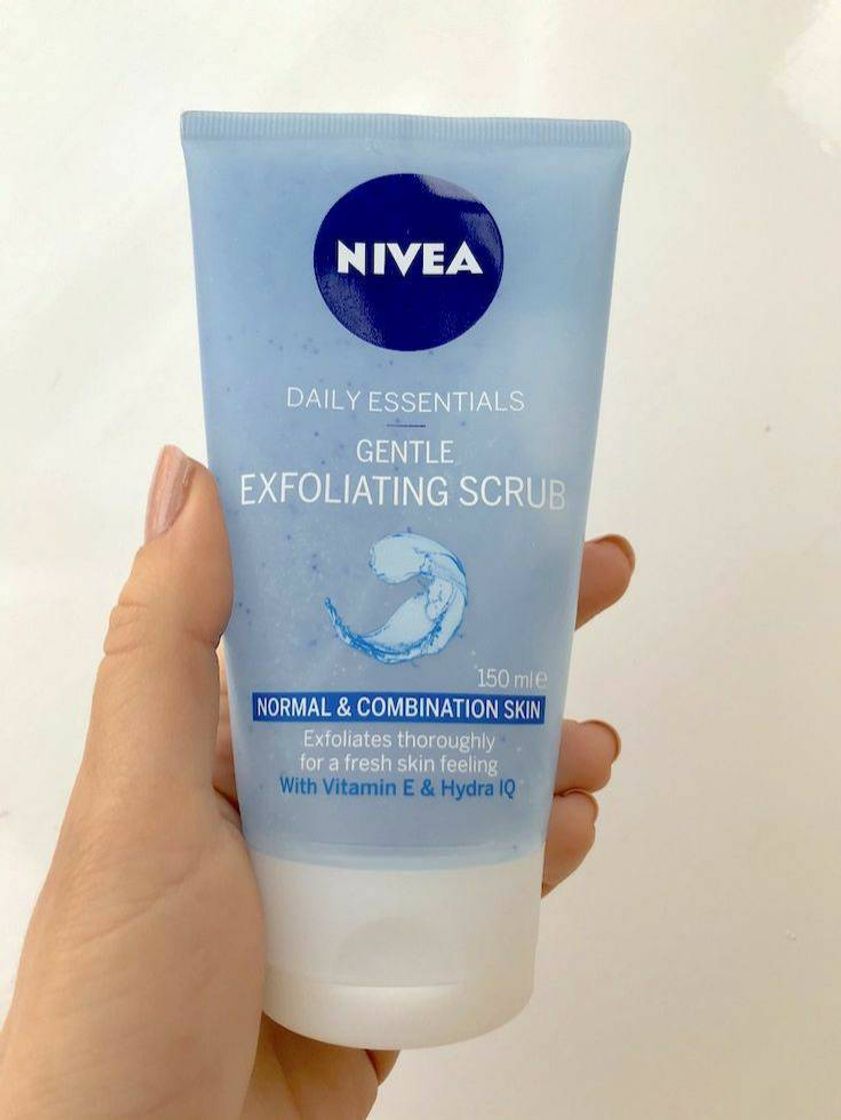 NIVEA
DAILY ESSENTIALS
GENTLE
EXFOLIATING SCRUB
150 ml e
NORMAL & COMBINATION SKIN
Exfoliates thoroughly
for a fresh skin feeling
With Vitamin E & Hydra IQ